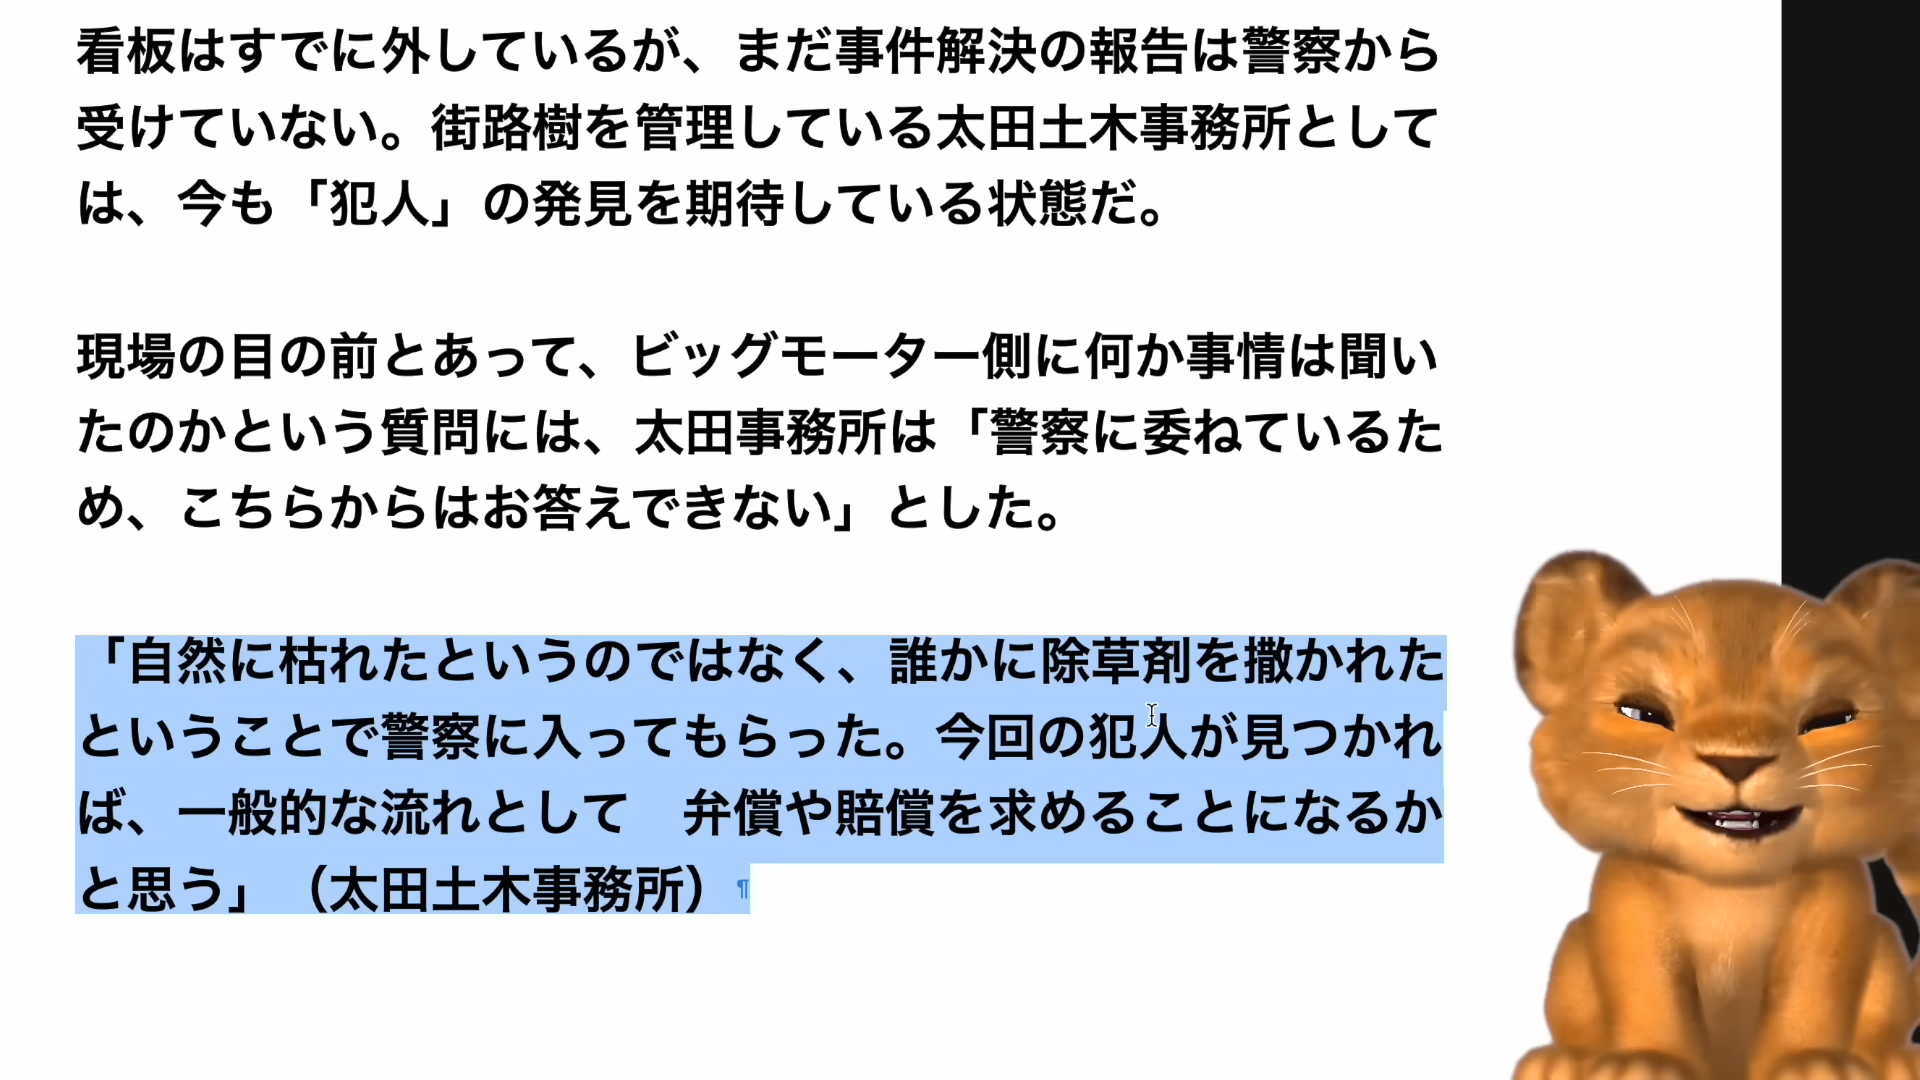 看板はすでに外しているが、まだ事件解決の報告は警察から
受けていない。街路樹を管理している太田土木事務所として
は、今も「犯人」の発見を期待している状態だ。
現場の目の前とあって、ビッグモーター側に何か事情は聞い
たのかという質問には、太田事務所は「警察に委ねているた
め、こちらからはお答えできない」とした。
「自然に枯れたというのではなく、誰かに除草剤を撒かれた
ということで警察に入ってもらった。今回の犯人が見つかれ
ば、一般的な流れとして　弁償や賠償を求めることになるか
と思う」（太田土木事務所）¶